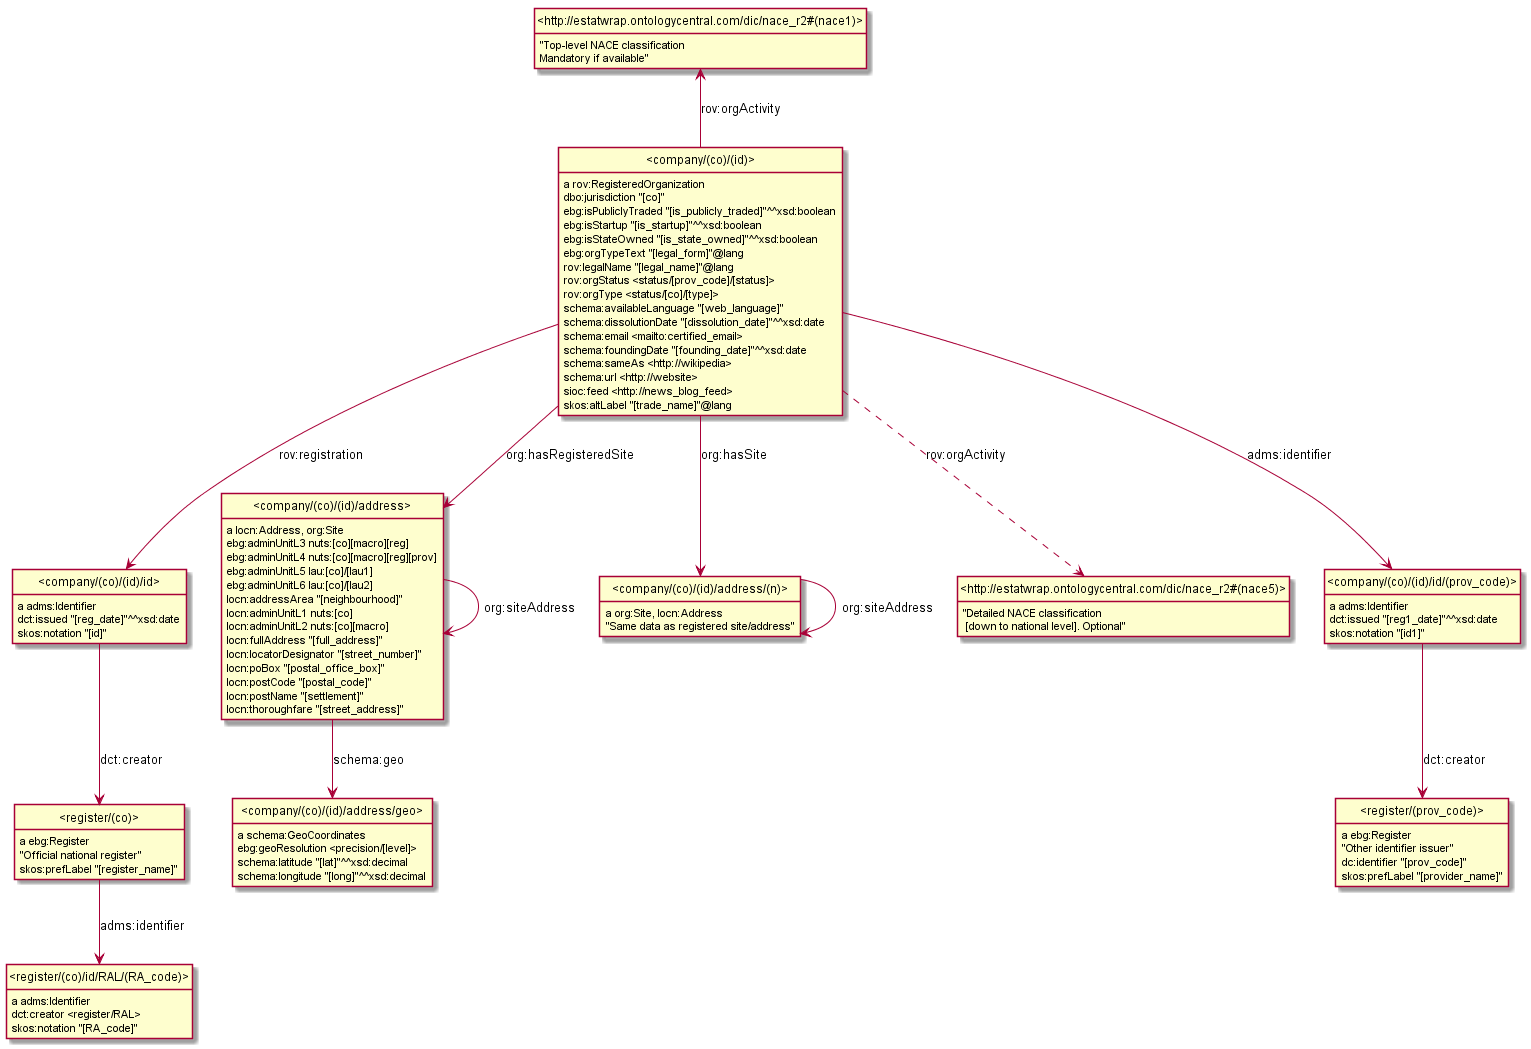 <http://estatwrap.ontologycentral.com/dic/nace_r2#(nace1)>
"Top-level NACE classification
Mandatory if available"
rov:orgActivity
<company/(co)/(id)>
a rov:RegisteredOrganization
dbo:jurisdiction "[co]"
ebg:isPubliclyTraded "[is_publicly_traded]"^^xsd:boolean
ebg:isStartup "[is_startup]"^^xsd:boolean
ebg:isStateOwned "[is_state_owned]"^^xsd:boolean
ebg:orgTypeText "[legal_form]"@lang
rov:legalName "[legal_name]"@lang
rov:orgStatus <status/[prov_code]/[status]>
rov:orgType <status/[co]/[type]>
schema:availableLanguage "[web_language]"
schema:dissolutionDate "[dissolution_date]"^^xsd:date
schema:email <mailto:certified_email>
schema:foundingDate "[founding_date]"^^xsd:date
schema:sameAs <http://wikipedia>
schema:url <http://website>
sioc:feed <http://news_blog_feed>
skos:altLabel "[trade_name]"@lang
rov:registration
org:hasRegisteredSite
org:hasSite
rov:orgActivity
adms:identifier
<company/(co)/(id)/id>
a adms:Identifier
dct:issued "[reg_date]"^^xsd:date
skos:notation "[id]"
<company/(co)/(id)/address>
a locn:Address, org:Site
ebg:adminUnitL3 nuts:[co][macro][reg]
ebg:adminUnitL4 nuts:[co][macro][reg][prov]
ebg:adminUnitL5 lau:[co]/[lau1]
ebg:adminUnitL6 lau:[co]/[lau2]
locn:addressArea "[neighbourhood]"
locn:adminUnitL1 nuts:[co]
locn:adminUnitL2 nuts:[co][macro]
locn:fullAddress "[full_address]"
locn:locatorDesignator "[street_number]"
locn:poBox "[postal_office_box]"
locn:postCode "[postal_code]"
locn:postName "[settlement]"
locn:thoroughfare "[street_address]"
org:siteAddress
<company/(co)/(id)/address/(n)>
a org:Site, locn:Address
"Same data as registered site/address"
org:siteAddress
<http://estatwrap.ontologycentral.com/dic/nace_r2#(nace5)>
"Detailed NACE classification
[down to national level]. Optional"
<company/(co)/(id)/id/(prov_code)>
a adms:Identifier
dct:issued "[reg1_date]"^^xsd:date
skos:notation "[id1]"
dct:creator
schema:geo
dct:creator
<register/(co)>
a ebg:Register
"Official national register"
skos:prefLabel "[register_name]"
<company/(co)/(id)/address/geo>
a schema:GeoCoordinates
ebg:geoResolution <precision/[level]>
schema:latitude "[lat]"^^xsd:decimal
schema:longitude "[long]"^^xsd:decimal
<register/(prov_code)>
a ebg:Register
"Other identifier issuer"
dc:identifier "[prov_code]"
skos:prefLabel "[provider_name]"
adms:identifier
<register/(co)/id/RAL/(RA_code)>
a adms:Identifier
dct:creator <register/RAL>
skos:notation "[RA_code]"